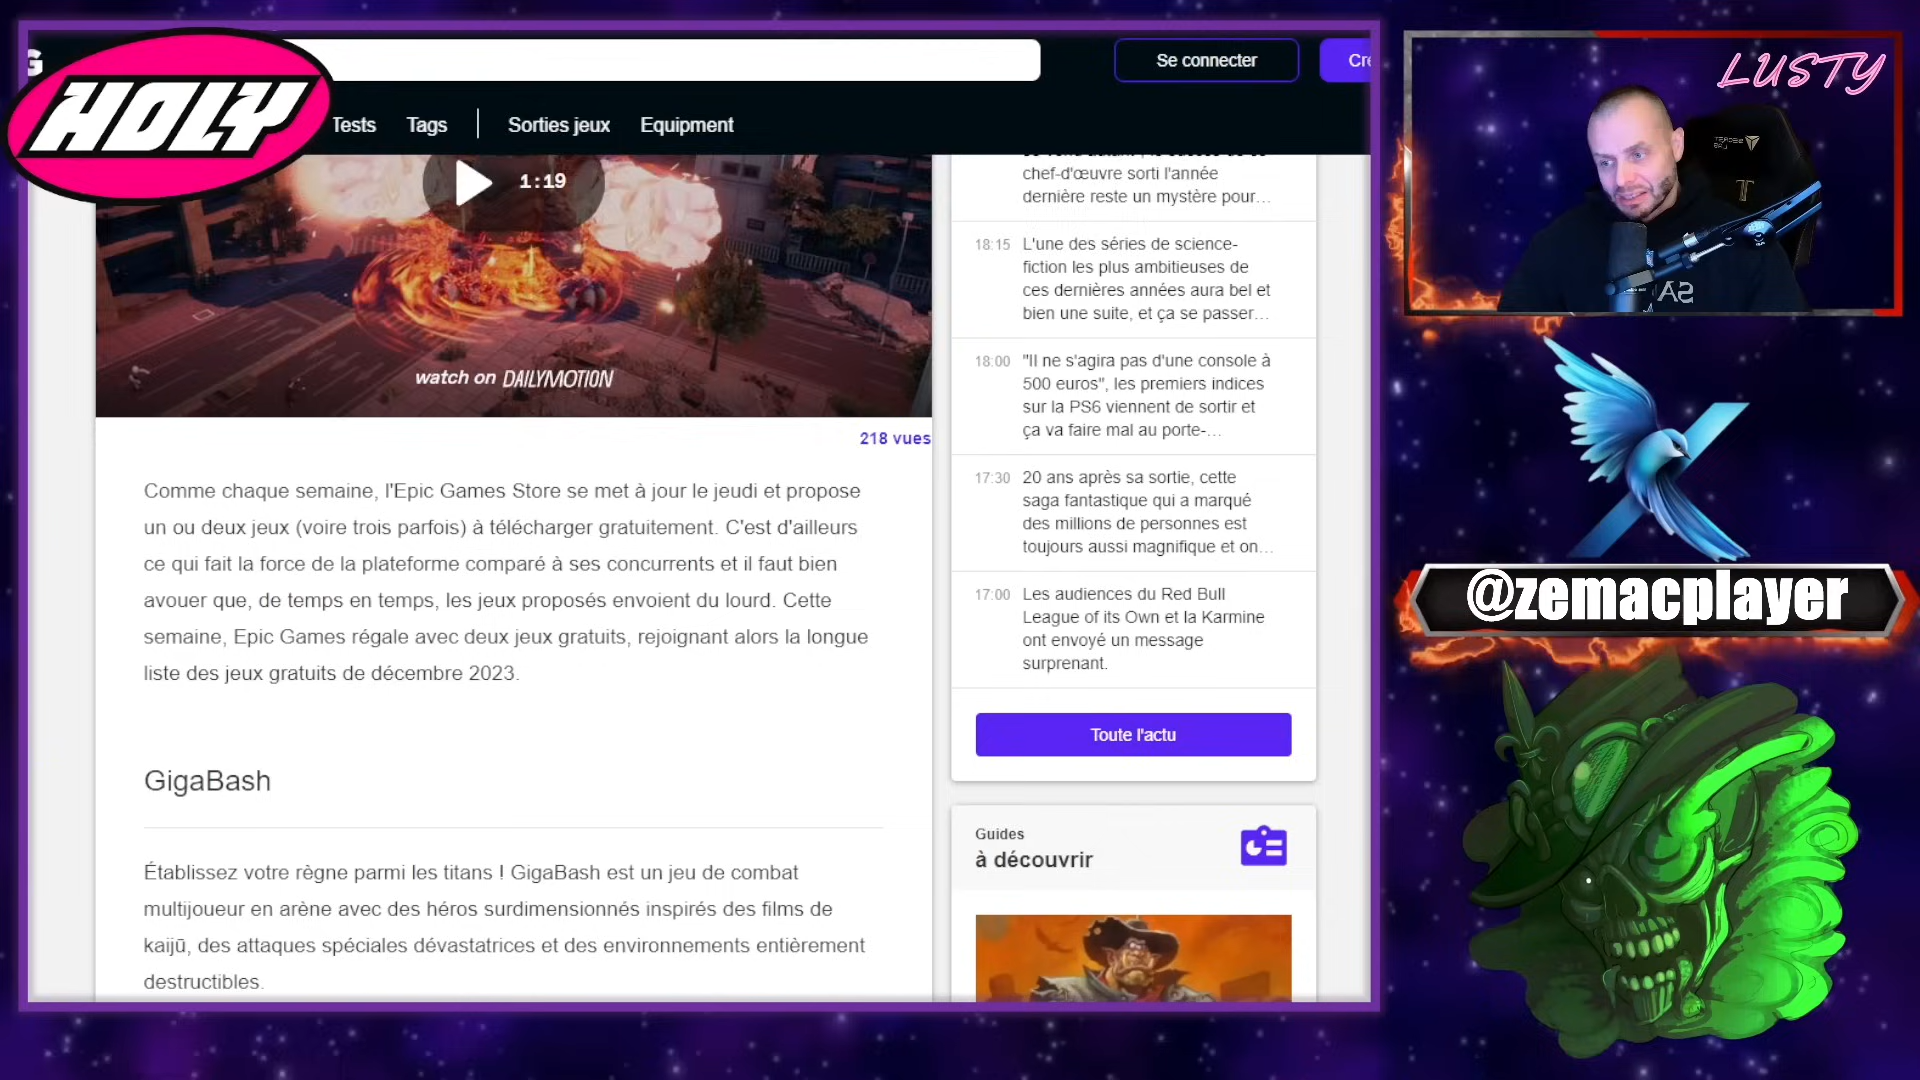 G
HOLY
Se connecter
Cré
Tests
Tags
Sorties jeux
Equipment
LUSTY
1:19
watch on DAILYMOTION
218 vues
Comme chaque semaine, l'Epic Games Store se met à jour le jeudi et propose
un ou deux jeux (voire trois parfois) à télécharger gratuitement. C'est d'ailleurs
ce qui fait la force de la plateforme comparé à ses concurrents et il faut bien
avouer que, de temps en temps, les jeux proposés envoient du lourd. Cette
semaine, Epic Games régale avec deux jeux gratuits, rejoignant alors la longue
liste des jeux gratuits de décembre 2023.
GigaBash
Établissez votre règne parmi les titans ! GigaBash est un jeu de combat
multijoueur en arène avec des héros surdimensionnés inspirés des films de
kaijū, des attaques spéciales dévastatrices et des environnements entièrement
destructibles.
chef-d'œuvre sorti l'année
dernière reste un mystère pour...
18:15 L'une des séries de science-
fiction les plus ambitieuses de
ces dernières années aura bel et
bien une suite, et ça se passer...
18:00 "Il ne s'agira pas d'une console à
500 euros", les premiers indices
sur la PS6 viennent de sortir et
ça va faire mal au porte-...
17:30 20 ans après sa sortie, cette
saga fantastique qui a marqué
des millions de personnes est
toujours aussi magnifique et on...
17:00 Les audiences du Red Bull
League of its Own et la Karmine
ont envoyé un message
surprenant.
Toute l'actu
Guides
à découvrir
@zemacplayer